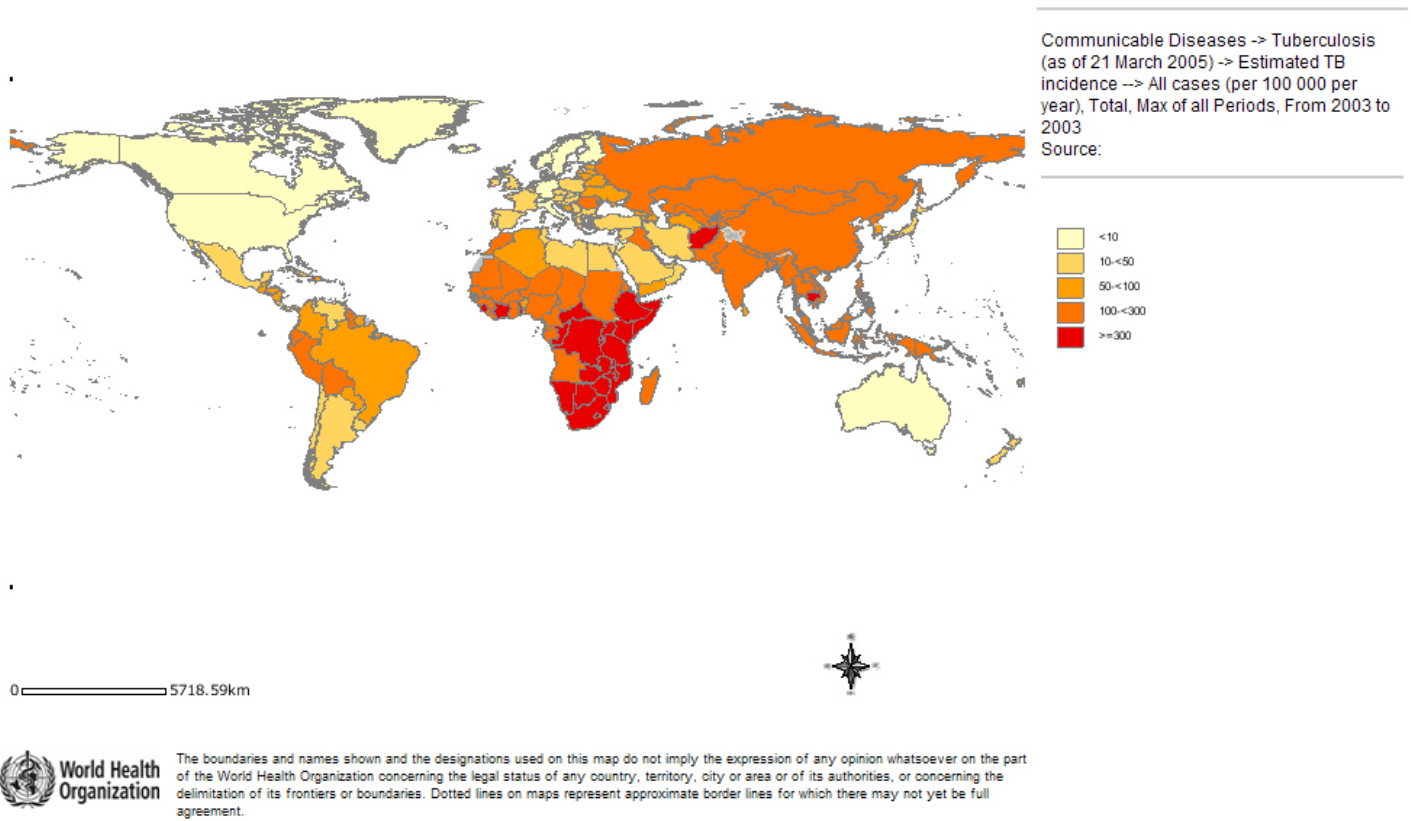 Communicable Diseases -> Tuberculosis
(as of 21 March 2005) -> Estimated TB
incidence --> All cases (per 100 000 per
year), Total, Max of all Periods, From 2003 to
2003
Source:
<10
10-<50
50-<100
100-<300
>=300
0 5718.59km
World Health
Organization
The boundaries and names shown and the designations used on this map do not imply the expression of any opinion whatsoever on the part
of the World Health Organization concerning the legal status of any country, territory, city or area or of its authorities, or concerning the
delimitation of its frontiers or boundaries. Dotted lines on maps represent approximate border lines for which there may not yet be full
agreement.